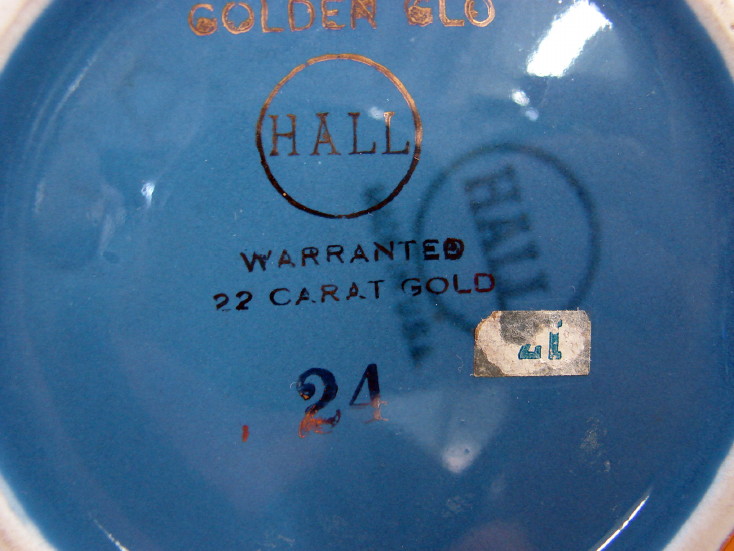 GOLDEN GLO
HALL
HALL
WARRANTED
22 CARAT GOLD
24